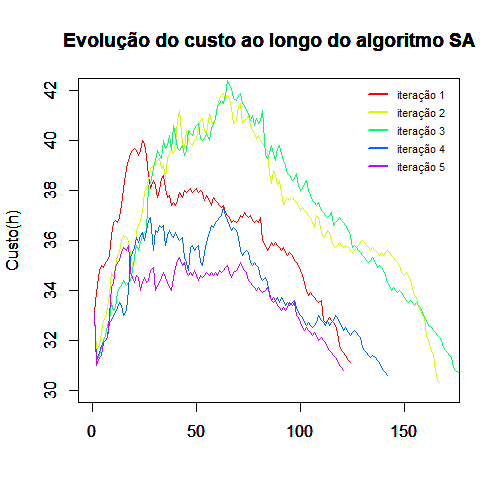 Evolução do custo ao longo do algoritmo SA
Custo(h)
42
40
38
36
34
32
30
0 50 100 150
iteração 1
iteração 2
iteração 3
iteração 4
iteração 5